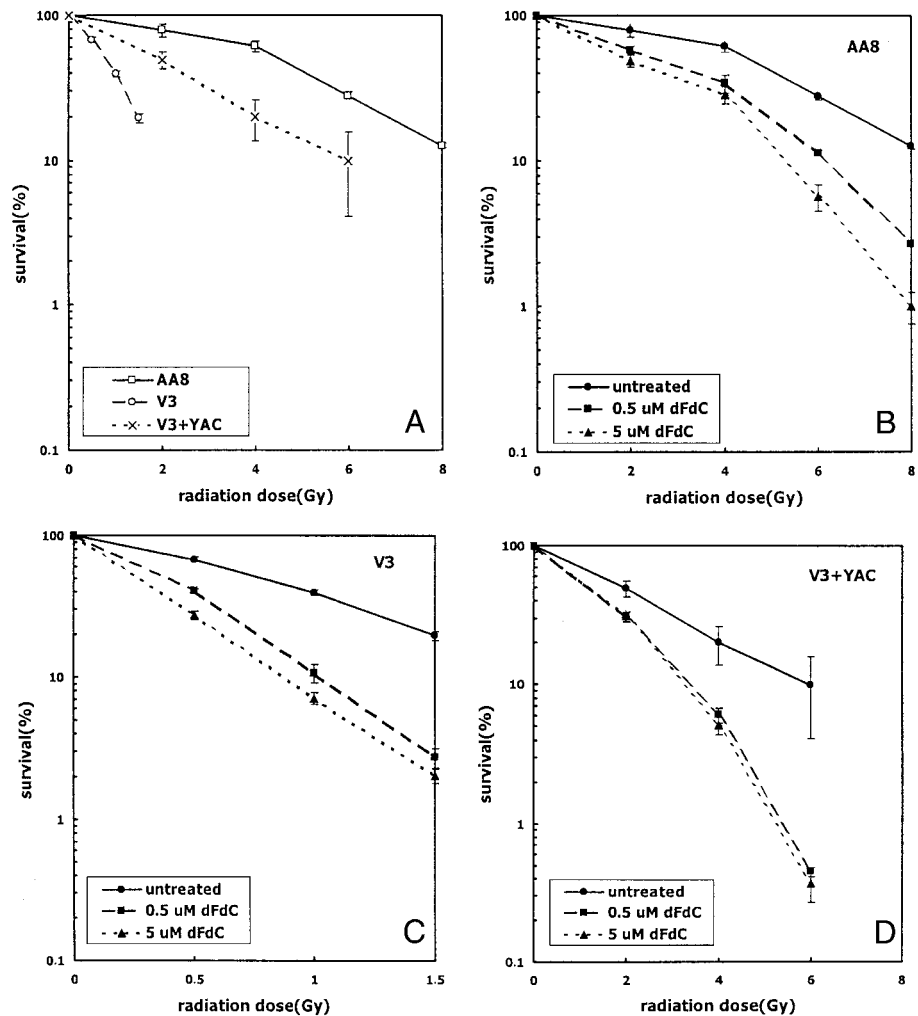 100
10
1
0.1
survival(%)
0
2
4
6
8
radiation dose(Gy)
AA8
V3
V3+YAC
A
AA8
100
10
1
0.1
survival(%)
0
2
4
6
8
radiation dose(Gy)
untreated
0.5 uM dFdC
5 uM dFdC
B
V3
100
10
1
0.1
survival(%)
0
0.5
1
1.5
radiation dose(Gy)
untreated
0.5 uM dFdC
5 uM dFdC
C
V3+YAC
100
10
1
0.1
survival(%)
0
2
4
6
8
radiation dose(Gy)
untreated
0.5 uM dFdC
5 uM dFdC
D